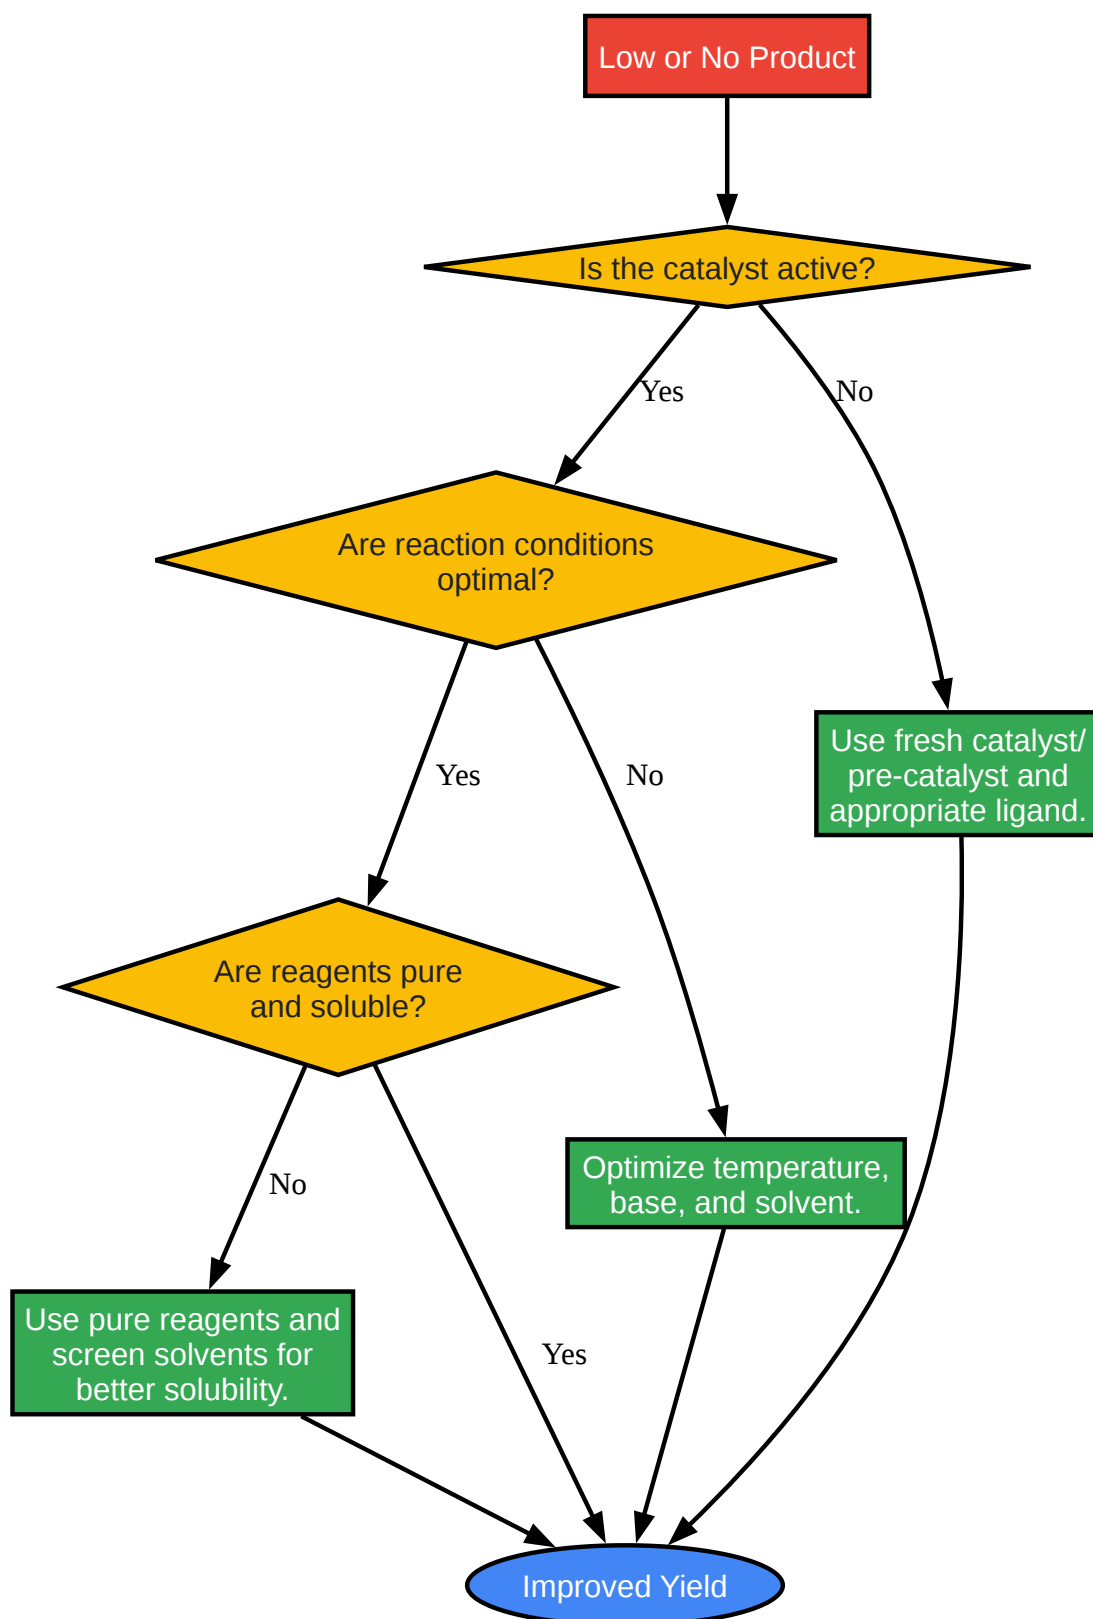 Low or No Product
Is the catalyst active?
Yes
No
Are reaction conditions
optimal?
Use fresh catalyst/
pre-catalyst and
appropriate ligand.
Yes
No
Are reagents pure
and soluble?
Optimize temperature,
base, and solvent.
No
Use pure reagents and
screen solvents for
better solubility.
Yes
Improved Yield